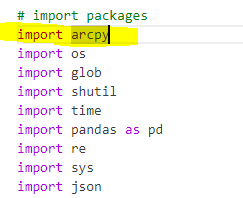 # import packages
import arcpy
import os
import glob
import shutil
import time
import pandas as pd
import re
import sys
import json